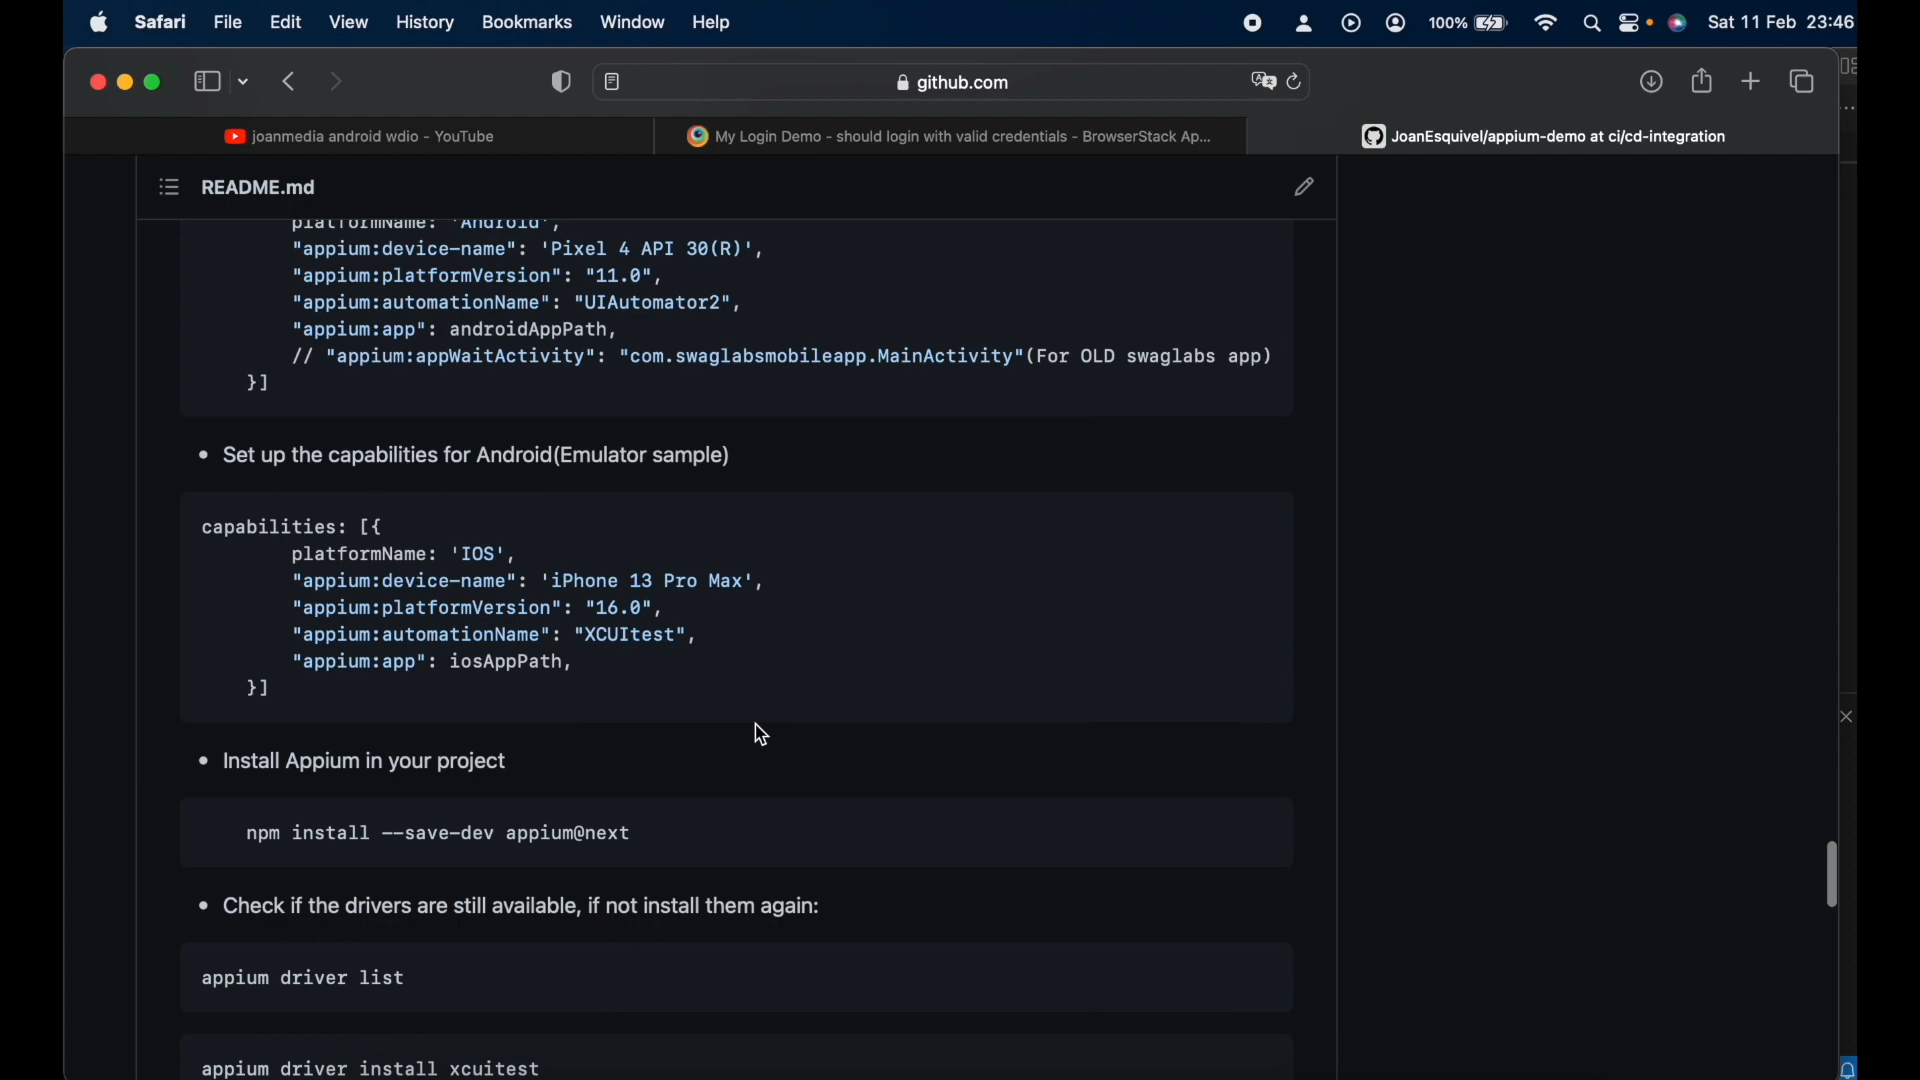 Safari File Edit View History Bookmarks Window Help 100% Sat 11 Feb 23:46
github.com
joanmedia android wdio - YouTube
My Login Demo - should login with valid credentials - BrowserStack Ap...
JoanEsquivel/appium-demo at ci/cd-integration
README.md
platformName: 'Android',
"appium:device-name": 'Pixel 4 API 30(R)',
"appium:platformVersion": "11.0",
"appium:automationName": "UIAutomator2",
"appium:app": androidAppPath,
// "appium:appWaitActivity": "com.swaglabsmobileapp.MainActivity"(For OLD swaglabs app)
}]
• Set up the capabilities for Android(Emulator sample)
capabilities: [{
platformName: 'IOS',
"appium:device-name": 'iPhone 13 Pro Max',
"appium:platformVersion": "16.0",
"appium:automationName": "XCUItest",
"appium:app": iosAppPath,
}]
• Install Appium in your project
npm install --save-dev appium@next
• Check if the drivers are still available, if not install them again:
appium driver list
appium driver install xcuitest